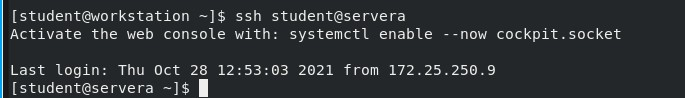 [student@workstation ~]$ ssh student@servera
Activate the web console with: systemctl enable --now cockpit.socket

Last login: Thu Oct 28 12:53:03 2021 from 172.25.250.9
[student@servera ~]$